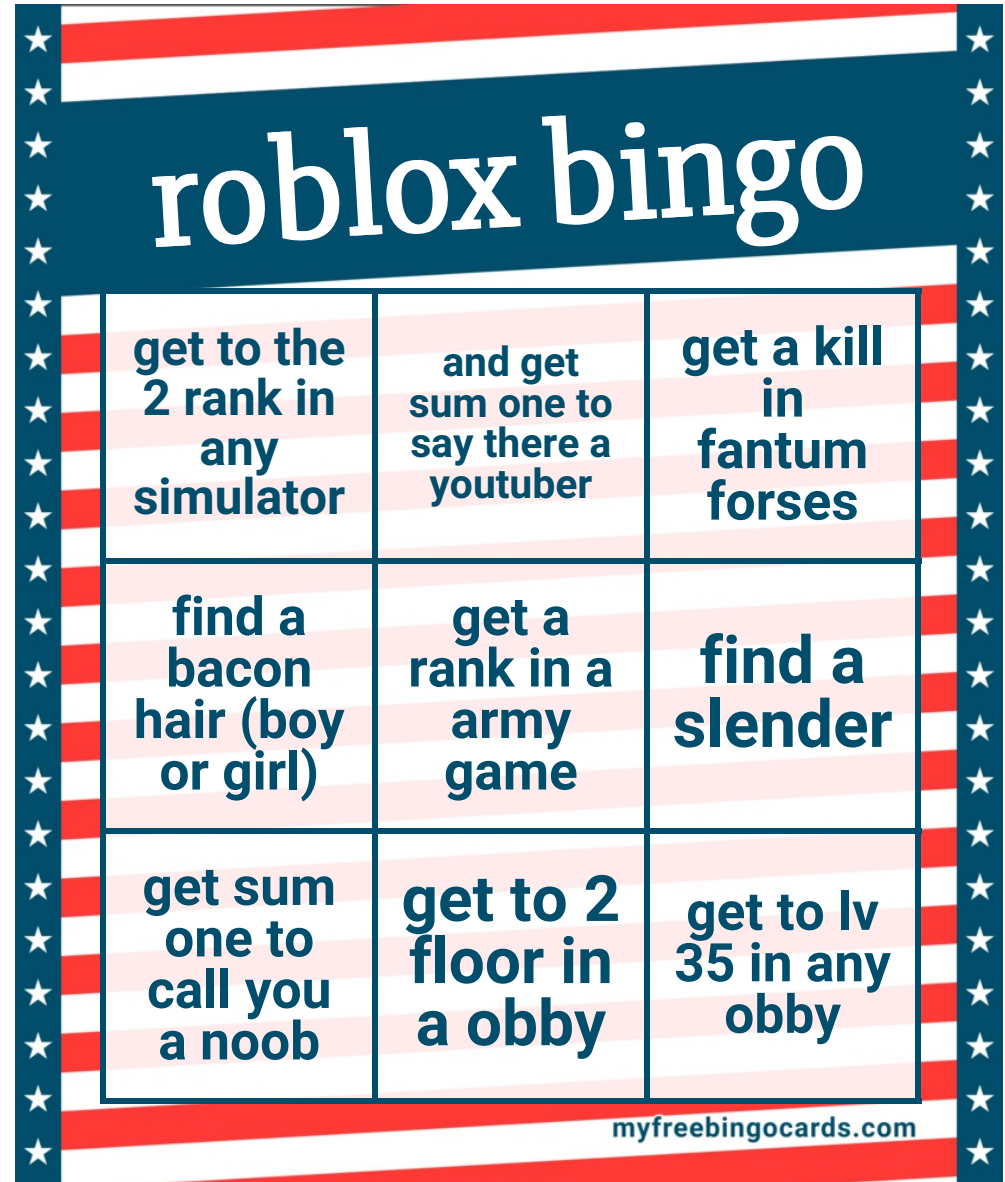 roblox bingo
get to the
2 rank in
any
simulator
and get
sum one to
say there a
youtuber
get a kill
in
fantum
forses
find a
bacon
hair (boy
or girl)
get a
rank in a
army
game
find a
slender
get sum
one to
call you
a noob
get to 2
floor in
a obby
get to lv
35 in any
obby
myfreebingocards.com